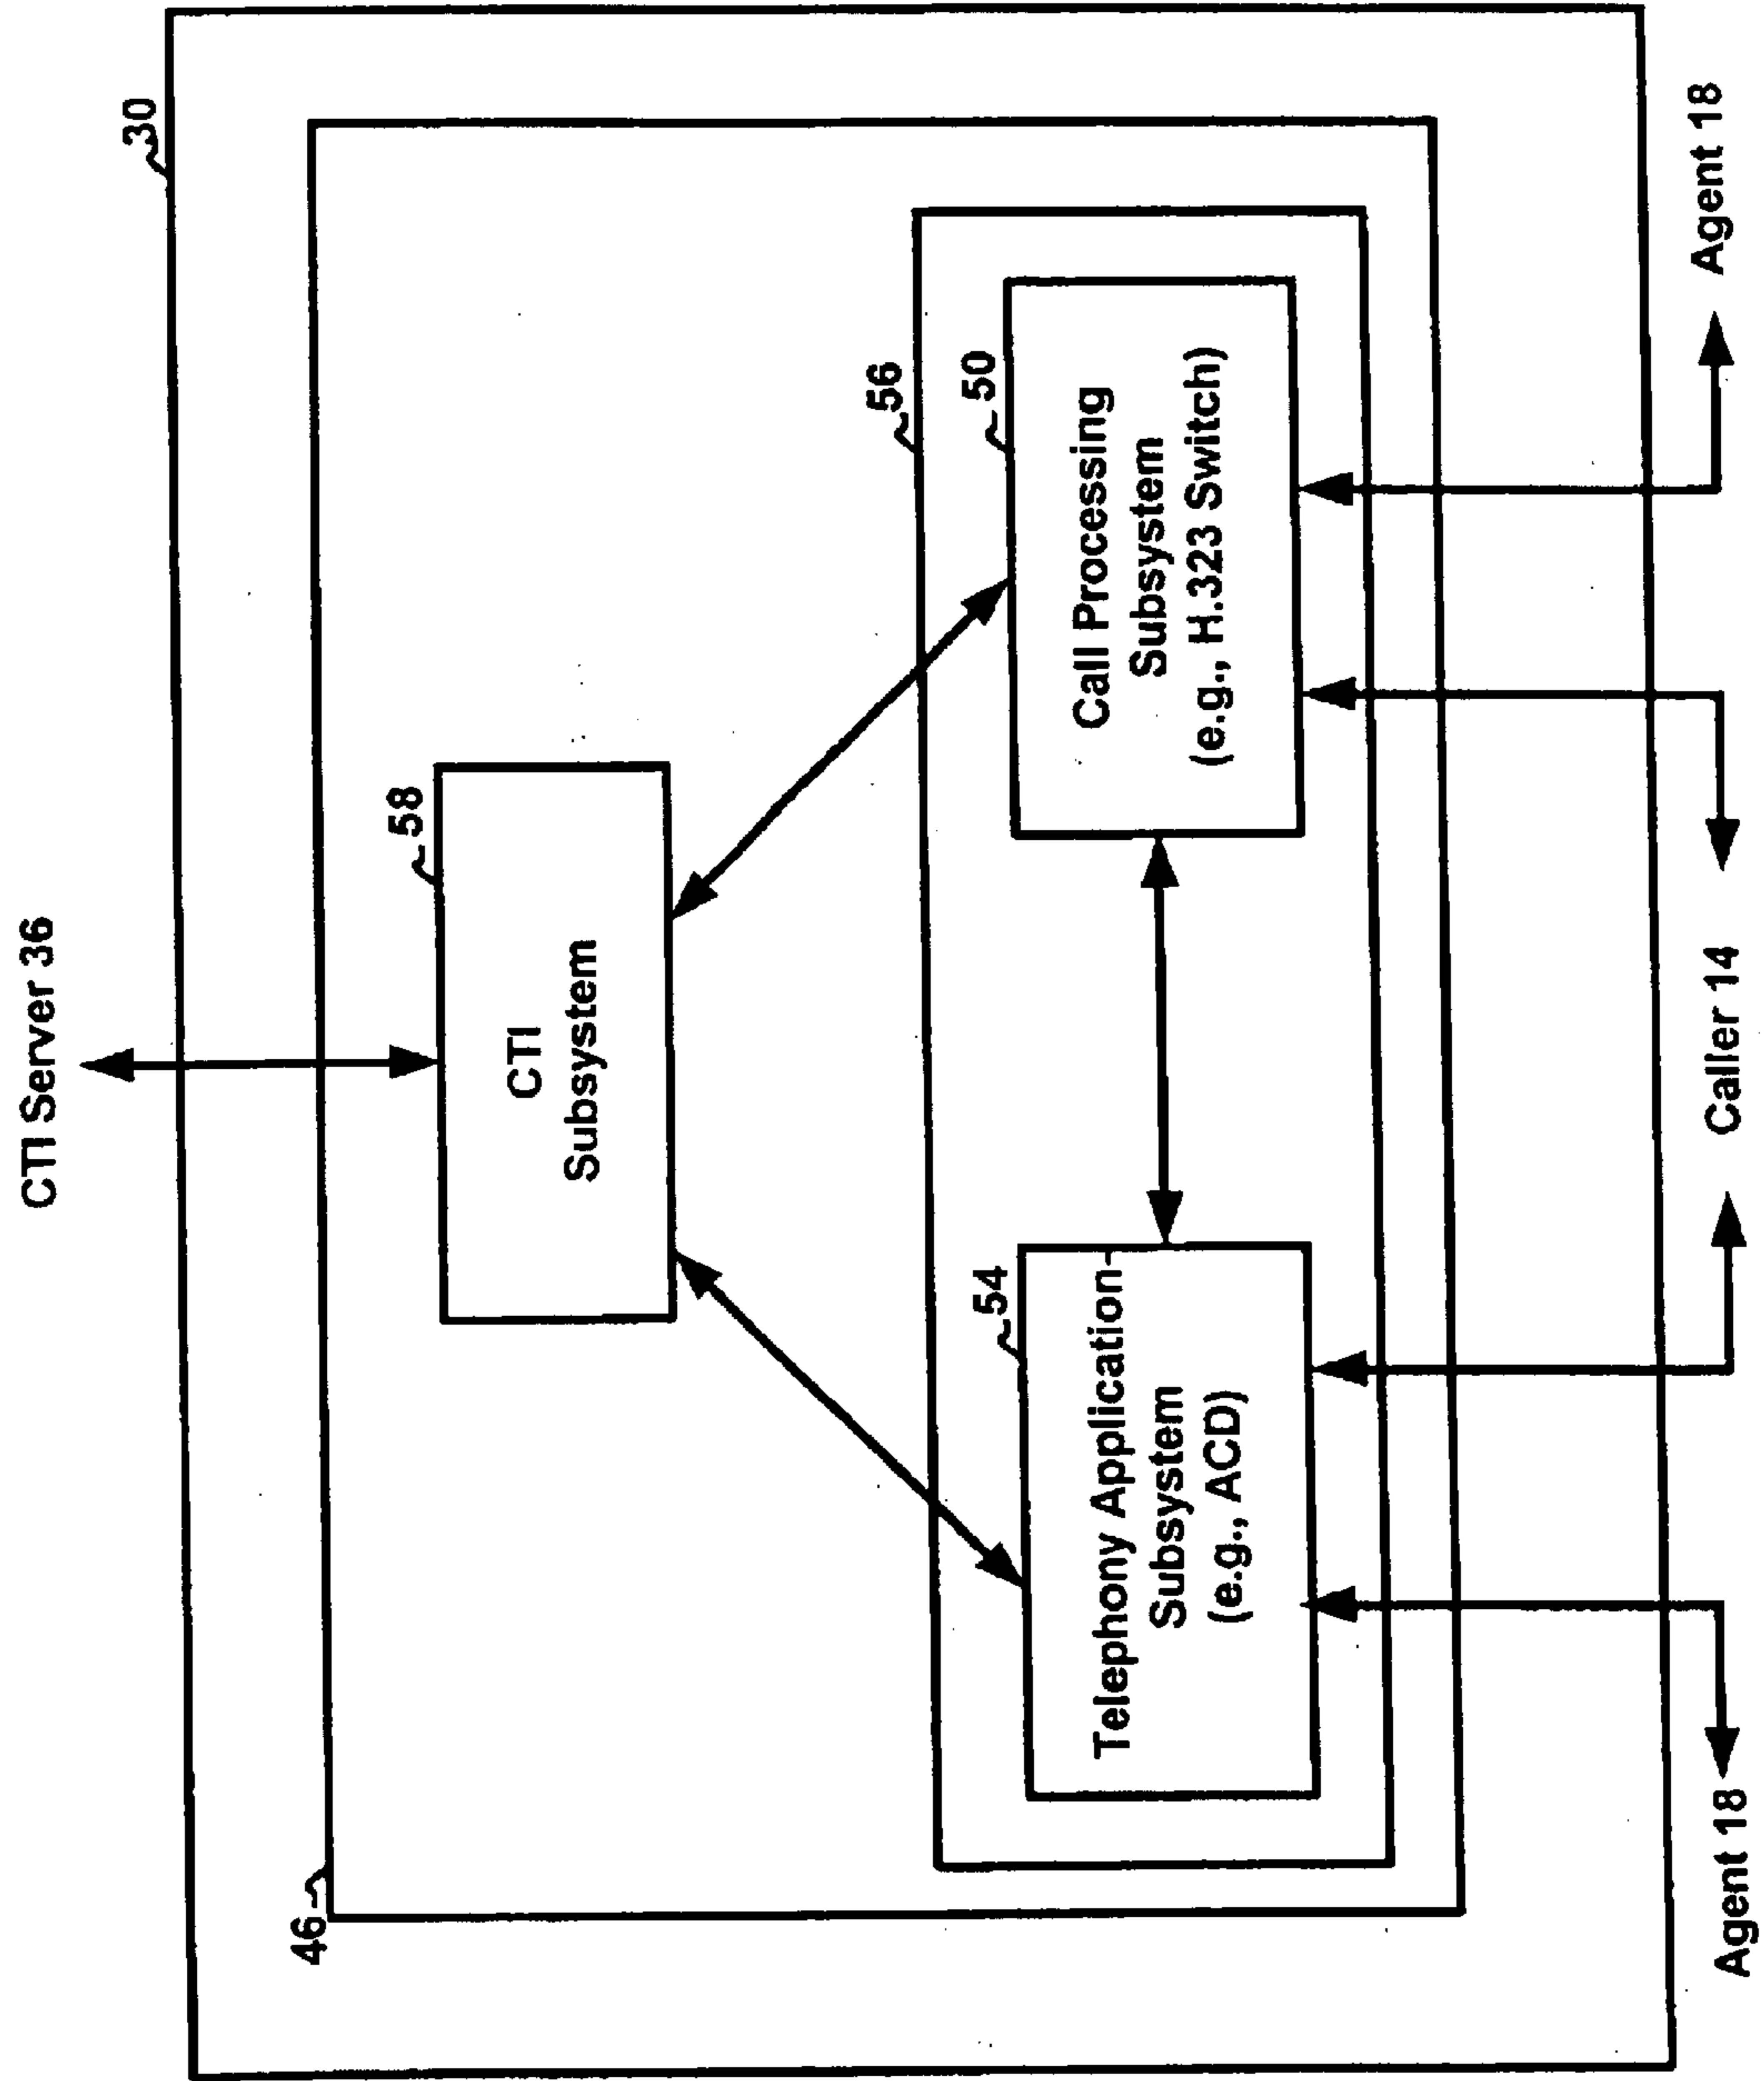 CTI Server 36
30
46
58
CTI
Subsystem
56
54
Telephony Application
Subsystem
(e.g., ACD)
50
Call Processing
Subsystem
(e.g., H.323 Switch)
Agent 18
Caller 14
Agent 18